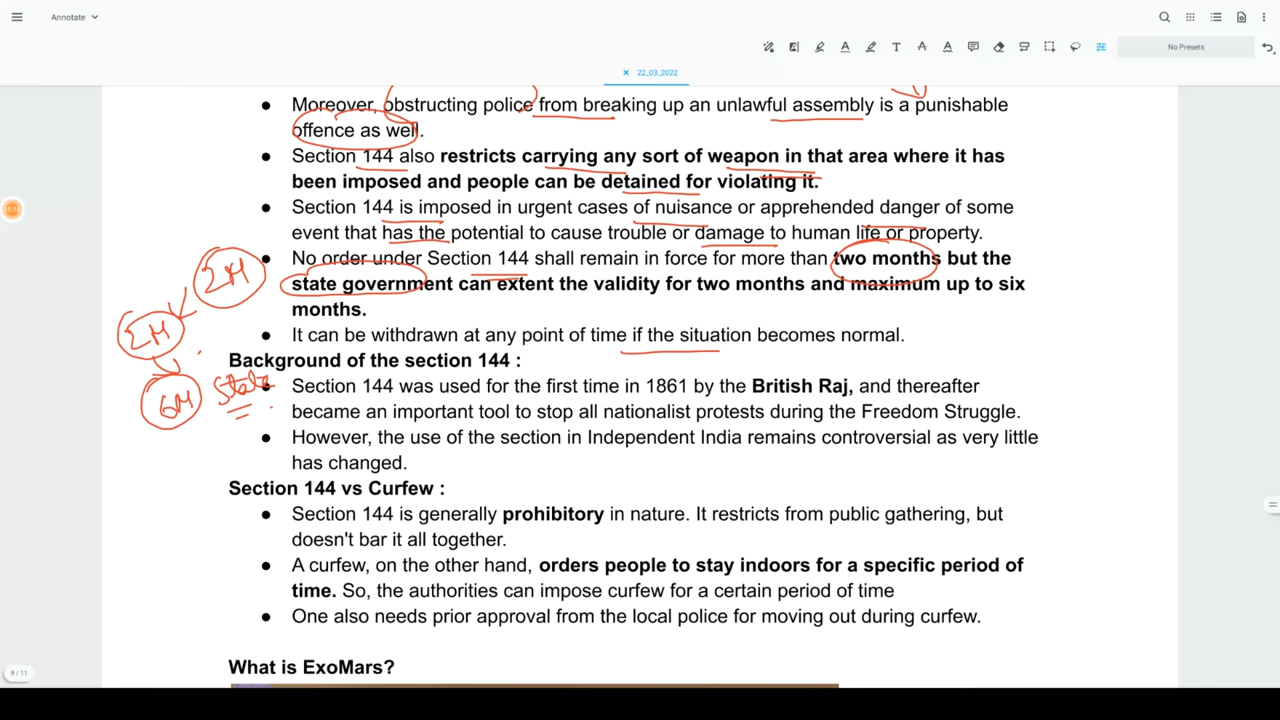 Annotate
No Presets
22_03_2022
Moreover, obstructing police from breaking up an unlawful assembly is a punishable
offence as well.
Section 144 also restricts carrying any sort of weapon in that area where it has
been imposed and people can be detained for violating it.
Section 144 is imposed in urgent cases of nuisance or apprehended danger of some
event that has the potential to cause trouble or damage to human life or property.
No order under Section 144 shall remain in force for more than two months but the
state government can extent the validity for two months and maximum up to six
months.
2M
2M
6M State
It can be withdrawn at any point of time if the situation becomes normal.
Background of the section 144 :
Section 144 was used for the first time in 1861 by the British Raj, and thereafter
became an important tool to stop all nationalist protests during the Freedom Struggle.
However, the use of the section in Independent India remains controversial as very little
has changed.
Section 144 vs Curfew :
Section 144 is generally prohibitory in nature. It restricts from public gathering, but
doesn't bar it all together.
A curfew, on the other hand, orders people to stay indoors for a specific period of
time. So, the authorities can impose curfew for a certain period of time
One also needs prior approval from the local police for moving out during curfew.
What is ExoMars?
9 / 11